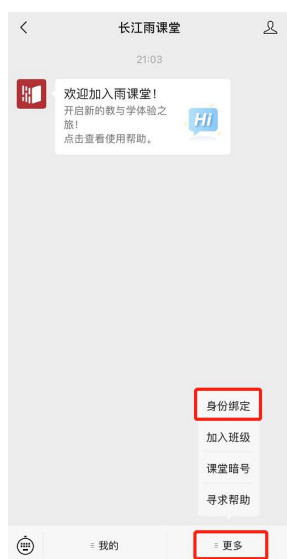 长江雨课堂
21:03
欢迎加入雨课堂!
开启新的教与学体验之
旅!
点击查看使用帮助。
Hi
身份绑定
加入班级
课堂暗号
寻求帮助
我的
更多